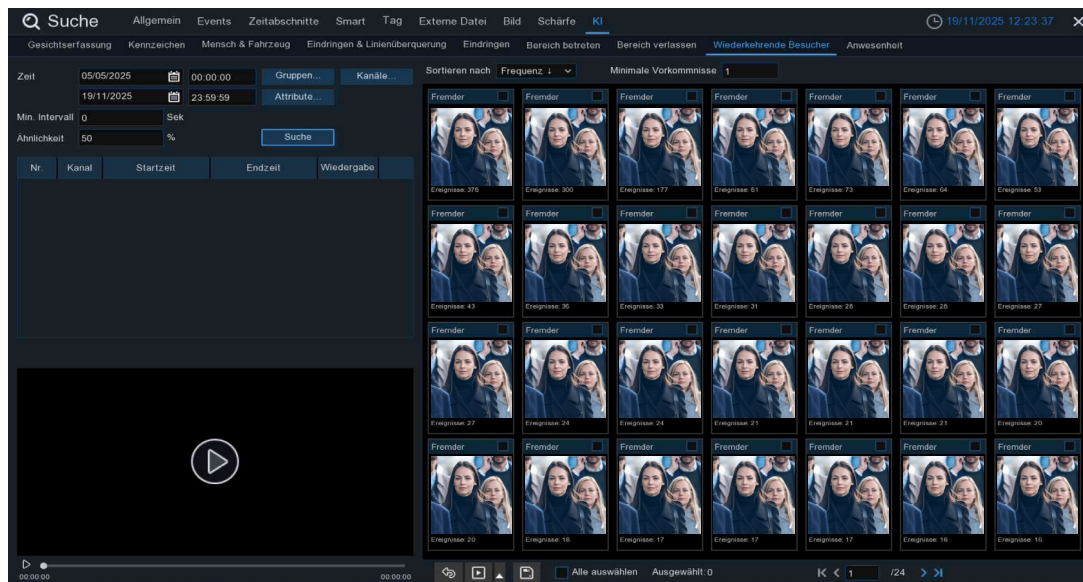 Suche Allgemein Events Zeitabschnitte Smart Tag Externe Datei Bild Schärfe KI 19/11/2025 12:23:37
Gesichtserfassung Kennzeichen Mensch & Fahrzeug Eindringen & Linienüberquerung Eindringen Bereich betreten Bereich verlassen Wiederkehrende Besucher Anwesenheit
Zeit 05/05/2025 00:00:00 Gruppen... Kanäle...
19/11/2025 23:59:59 Attribute...
Min. Intervall 0 Sek
Ähnlichkeit 50 % Suche
Nr. Kanal Startzeit Endzeit Wiedergabe
00:00:00 00:00:00
Sortieren nach Frequenz ↓ Minimale Vorkommnisse 1
Fremder Fremder Fremder Fremder Fremder Fremder Fremder
Ereignisse: 376 Ereignisse: 300 Ereignisse: 177 Ereignisse: 81 Ereignisse: 73 Ereignisse: 64 Ereignisse: 53
Fremder Fremder Fremder Fremder Fremder Fremder Fremder
Ereignisse: 43 Ereignisse: 36 Ereignisse: 33 Ereignisse: 31 Ereignisse: 28 Ereignisse: 28 Ereignisse: 27
Fremder Fremder Fremder Fremder Fremder Fremder Fremder
Ereignisse: 27 Ereignisse: 24 Ereignisse: 24 Ereignisse: 21 Ereignisse: 21 Ereignisse: 21 Ereignisse: 20
Fremder Fremder Fremder Fremder Fremder Fremder Fremder
Ereignisse: 20 Ereignisse: 18 Ereignisse: 17 Ereignisse: 17 Ereignisse: 17 Ereignisse: 16 Ereignisse: 16
Alle auswählen Ausgewählt: 0 1 /24